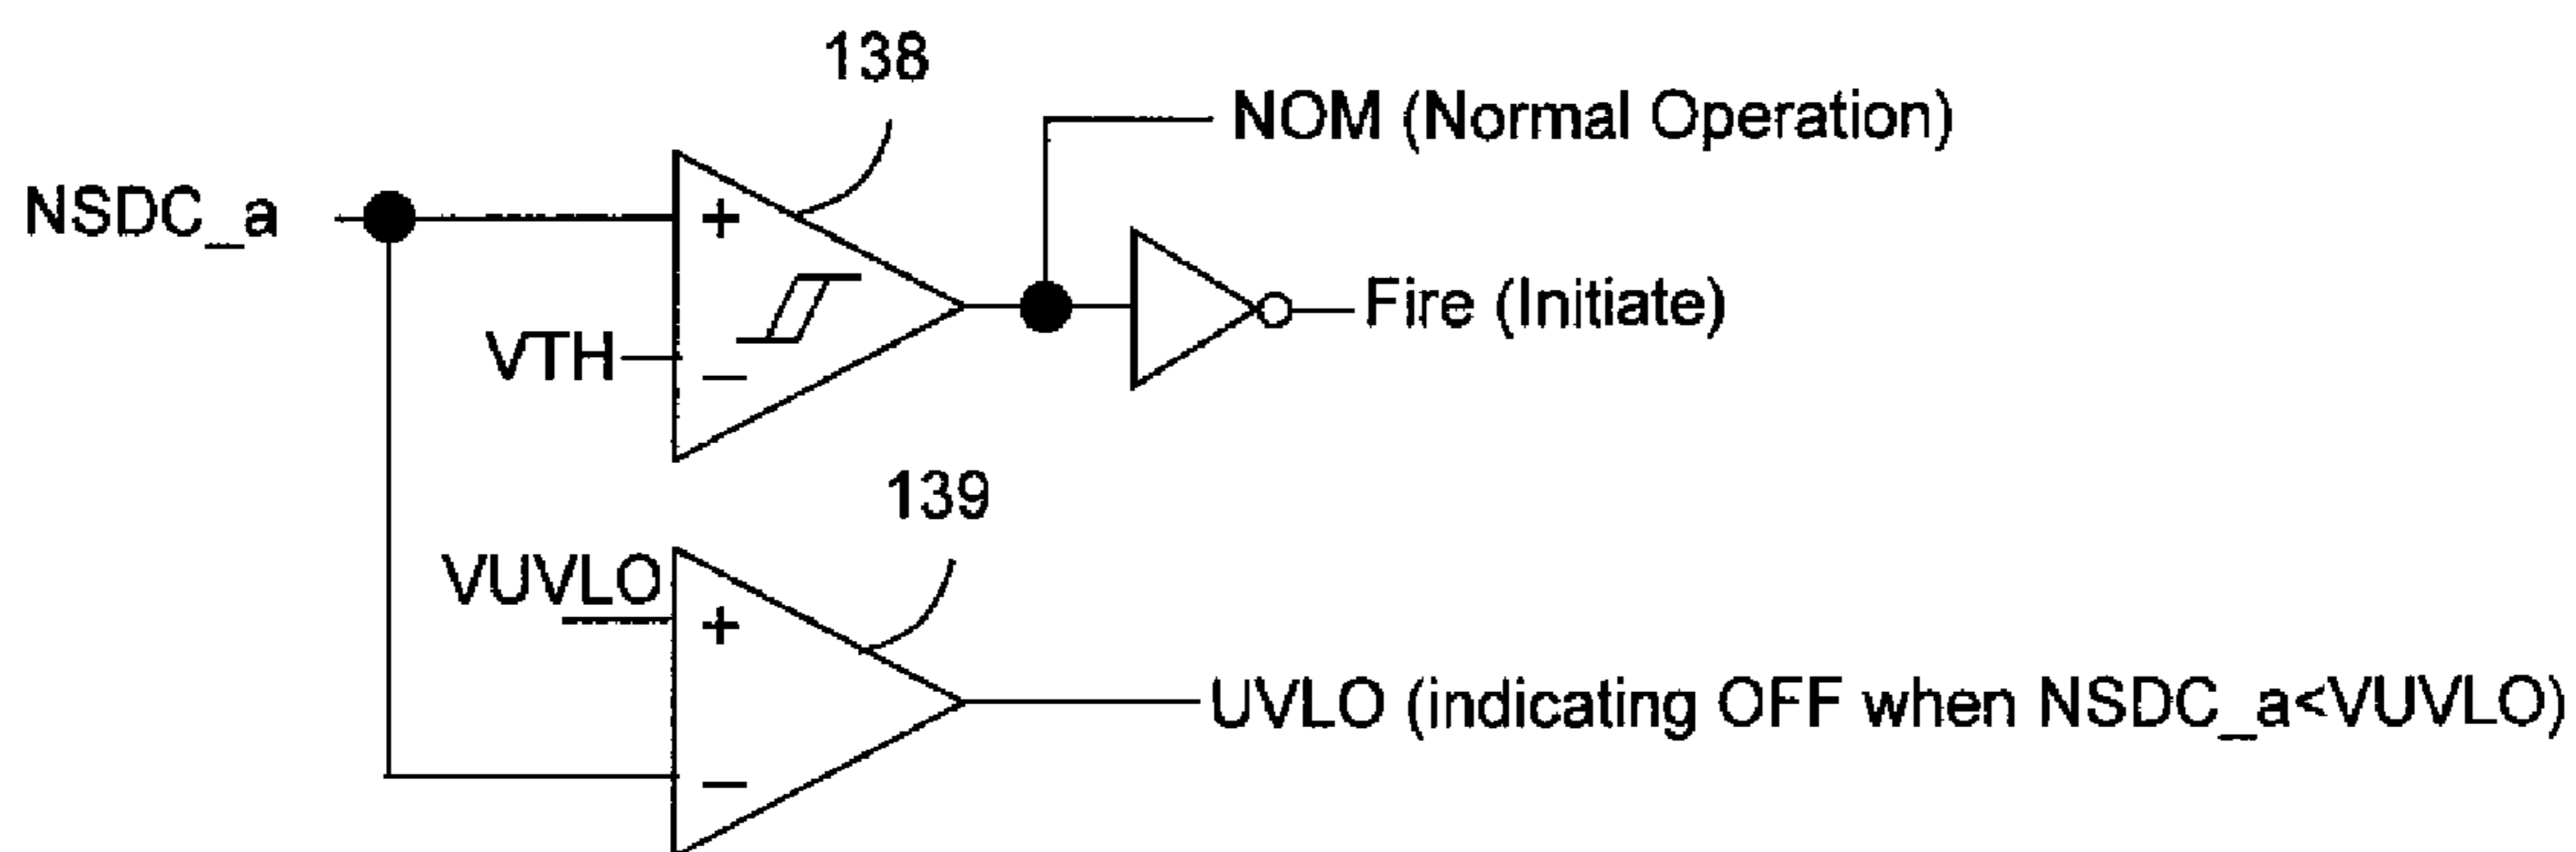 138
NOM (Normal Operation)
NSDC_a
+
Fire (Initiate)
VTH
−
139
VUVLO
+
UVLO (indicating OFF when NSDC_a<VUVLO)
−